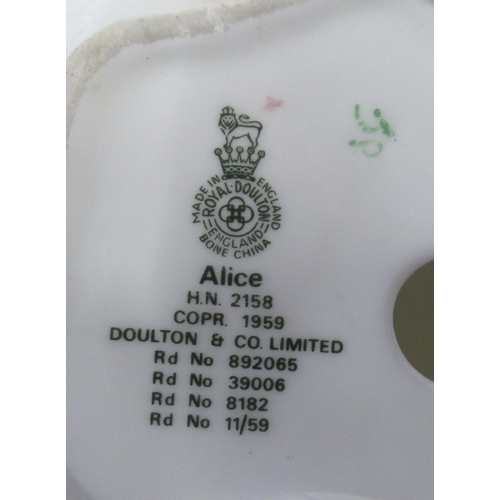 MADE IN ENGLAND
ROYAL·DOULTON
ENGLAND
BONE CHINA
Alice
H.N. 2158
COPR. 1959
DOULTON & CO. LIMITED
Rd No 892065
Rd No 39006
Rd No 8182
Rd No 11/59